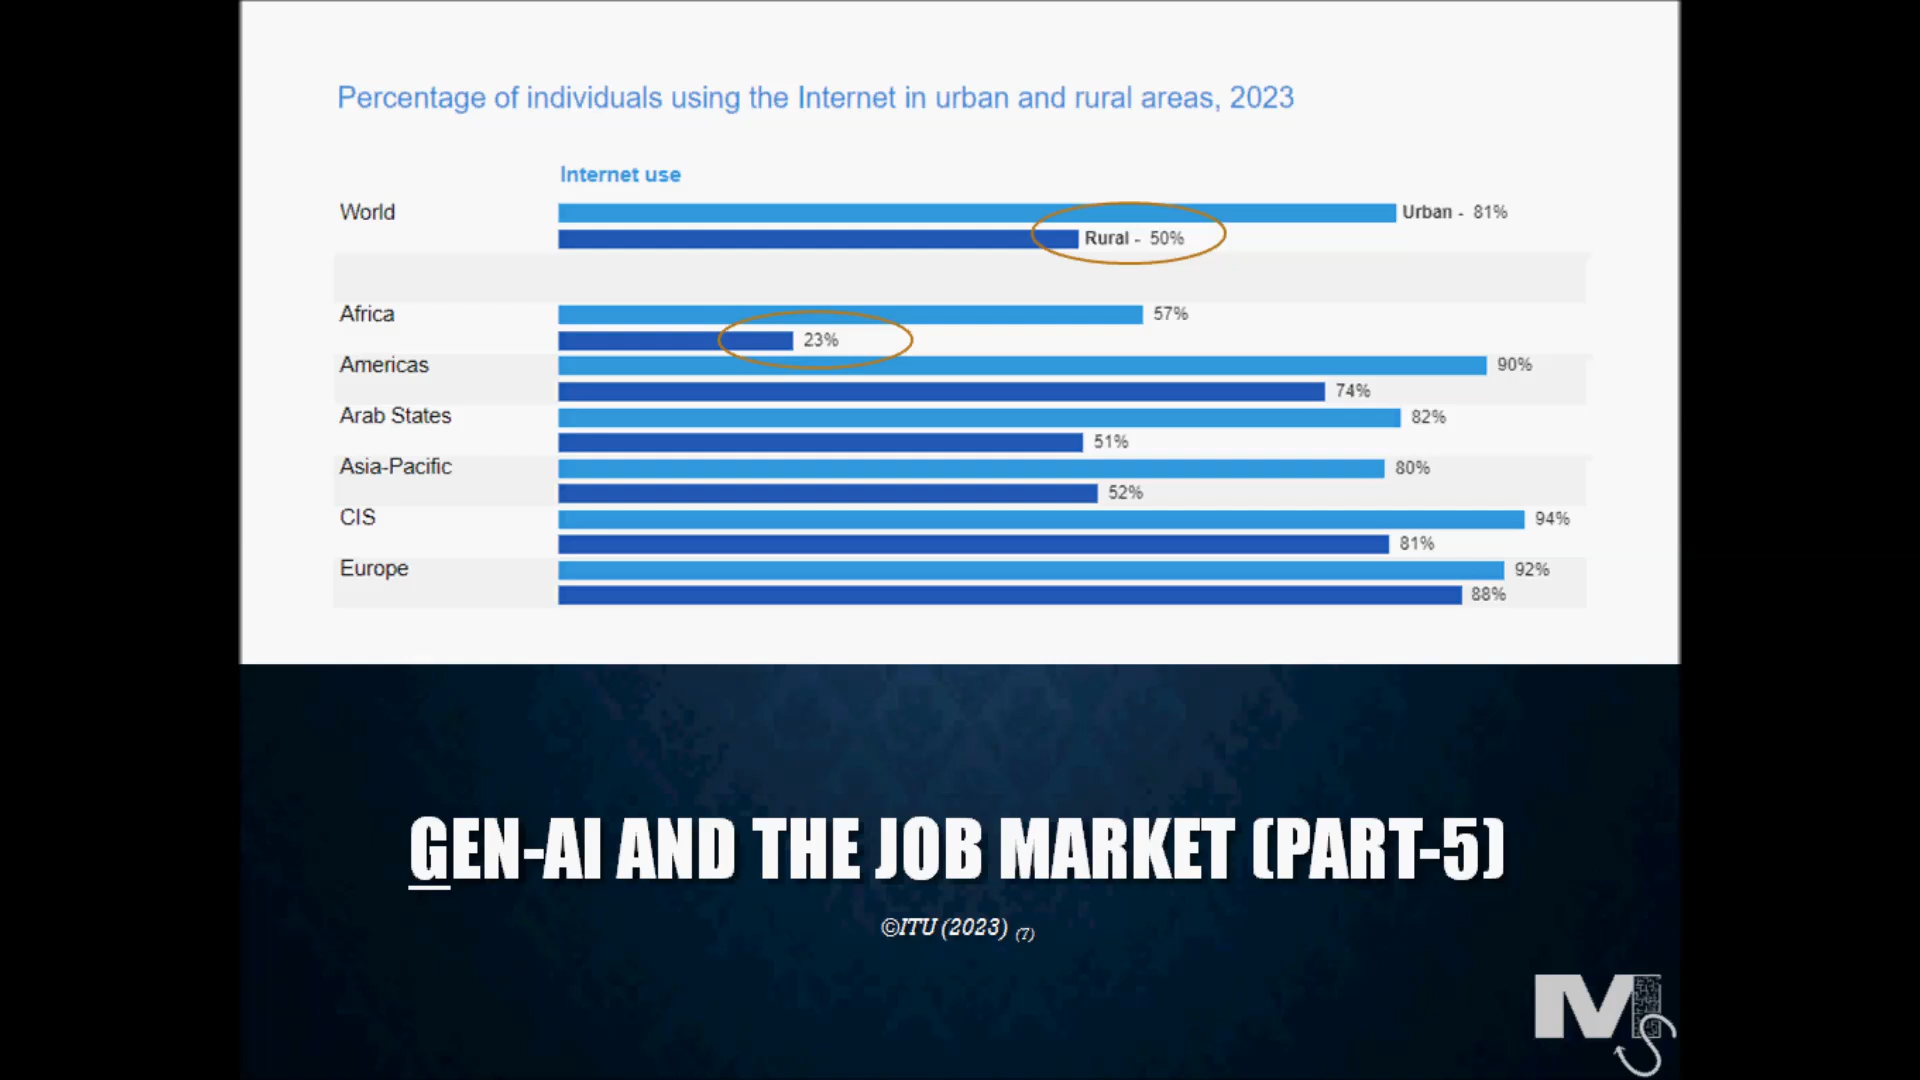 Percentage of individuals using the Internet in urban and rural areas, 2023
Internet use
World
Urban - 81%
Rural - 50%
Africa
57%
23%
Americas
90%
74%
Arab States
82%
51%
Asia-Pacific
80%
52%
CIS
94%
81%
Europe
92%
88%
GEN-AI AND THE JOB MARKET (PART-5)
©ITU (2023) (7)
MS